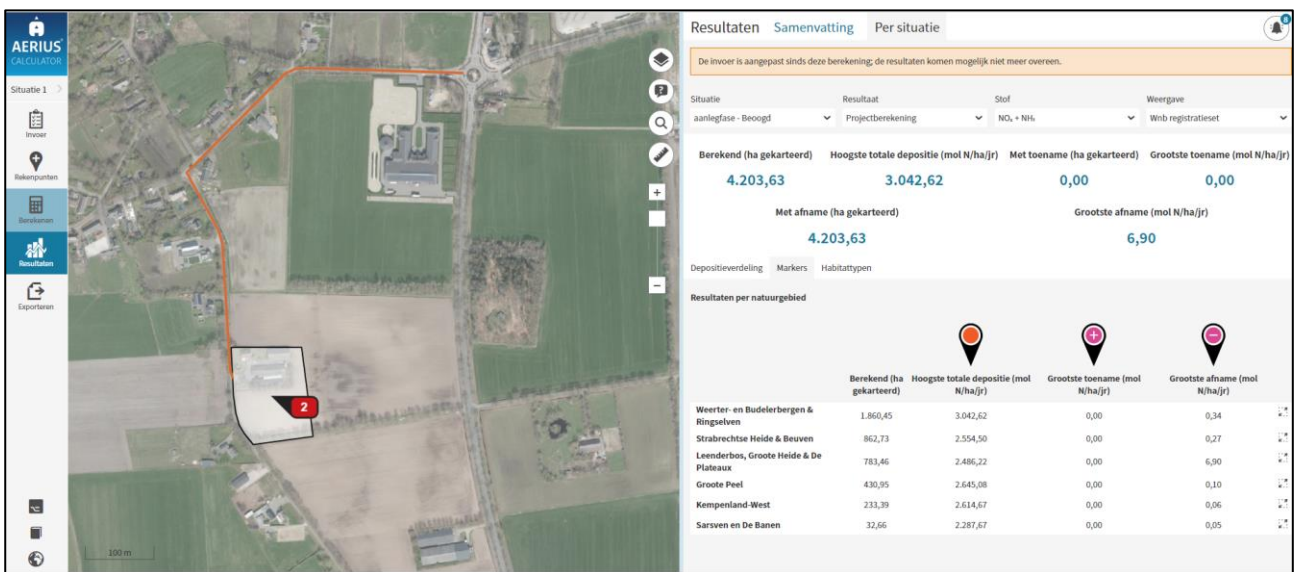 AERIUS
CALCULATOR
Situatie 1
Invoer
Rekenpunten
Berekenen
Resultaten
Exporteren
2
100 m
Resultaten Samenvatting Per situatie
8
De invoer is aangepast sinds deze berekening; de resultaten komen mogelijk niet meer overeen.
Situatie Resultaat Stof Weergave
aanlegfase - Beoogd Projectberekening NOₓ + NH₃ Wnb registratieset
Berekend (ha gekarteerd) Hoogste totale depositie (mol N/ha/jr) Met toename (ha gekarteerd) Grootste toename (mol N/ha/jr)
4.203,63 3.042,62 0,00 0,00
Met afname (ha gekarteerd) Grootste afname (mol N/ha/jr)
4.203,63 6,90
Depositieverdeling Markers Habitattypen
Resultaten per natuurgebied
Berekend (ha Hoogste totale depositie (mol Grootste toename (mol Grootste afname (mol
gekarteerd) N/ha/jr) N/ha/jr) N/ha/jr)
Weerter- en Budelerbergen &
Ringselven 1.860,45 3.042,62 0,00 0,34
Strabrechtse Heide & Beuven 862,73 2.554,50 0,00 0,27
Leenderbos, Groote Heide & De
Plateaux 783,46 2.486,22 0,00 6,90
Groote Peel 430,95 2.645,08 0,00 0,10
Kempenland-West 233,39 2.614,67 0,00 0,06
Sarsven en De Banen 32,66 2.287,67 0,00 0,05